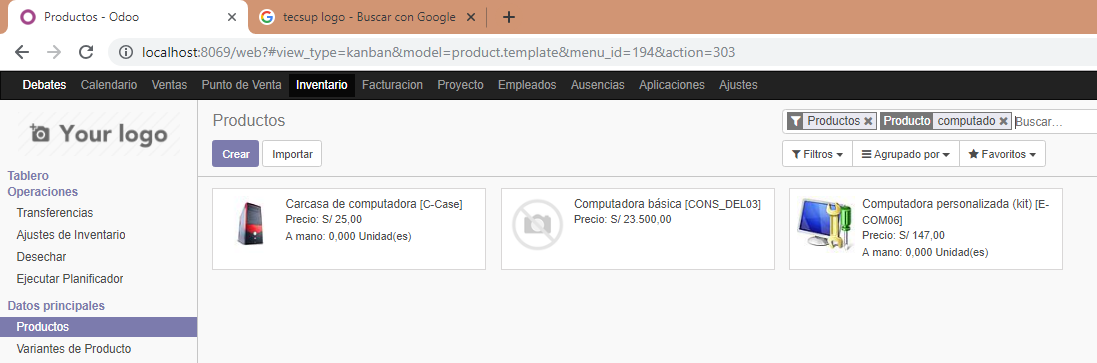 Productos - Odoo
tecsup logo - Buscar con Google
localhost:8069/web?#view_type=kanban&model=product.template&menu_id=194&action=303
Debates Calendario Ventas Punto de Venta Inventario Facturacion Proyecto Empleados Ausencias Aplicaciones Ajustes
Your logo
Tablero
Operaciones
Transferencias
Ajustes de Inventario
Desechar
Ejecutar Planificador
Datos principales
Productos
Variantes de Producto
Productos
Productos Producto computado Buscar...
Crear Importar
Filtros Agrupado por Favoritos
Carcasa de computadora [C-Case]
Precio: S/ 25,00
A mano: 0,000 Unidad(es)
Computadora básica [CONS_DEL03]
Precio: S/ 23.500,00
Computadora personalizada (kit) [E-
COM06]
Precio: S/ 147,00
A mano: 0,000 Unidad(es)